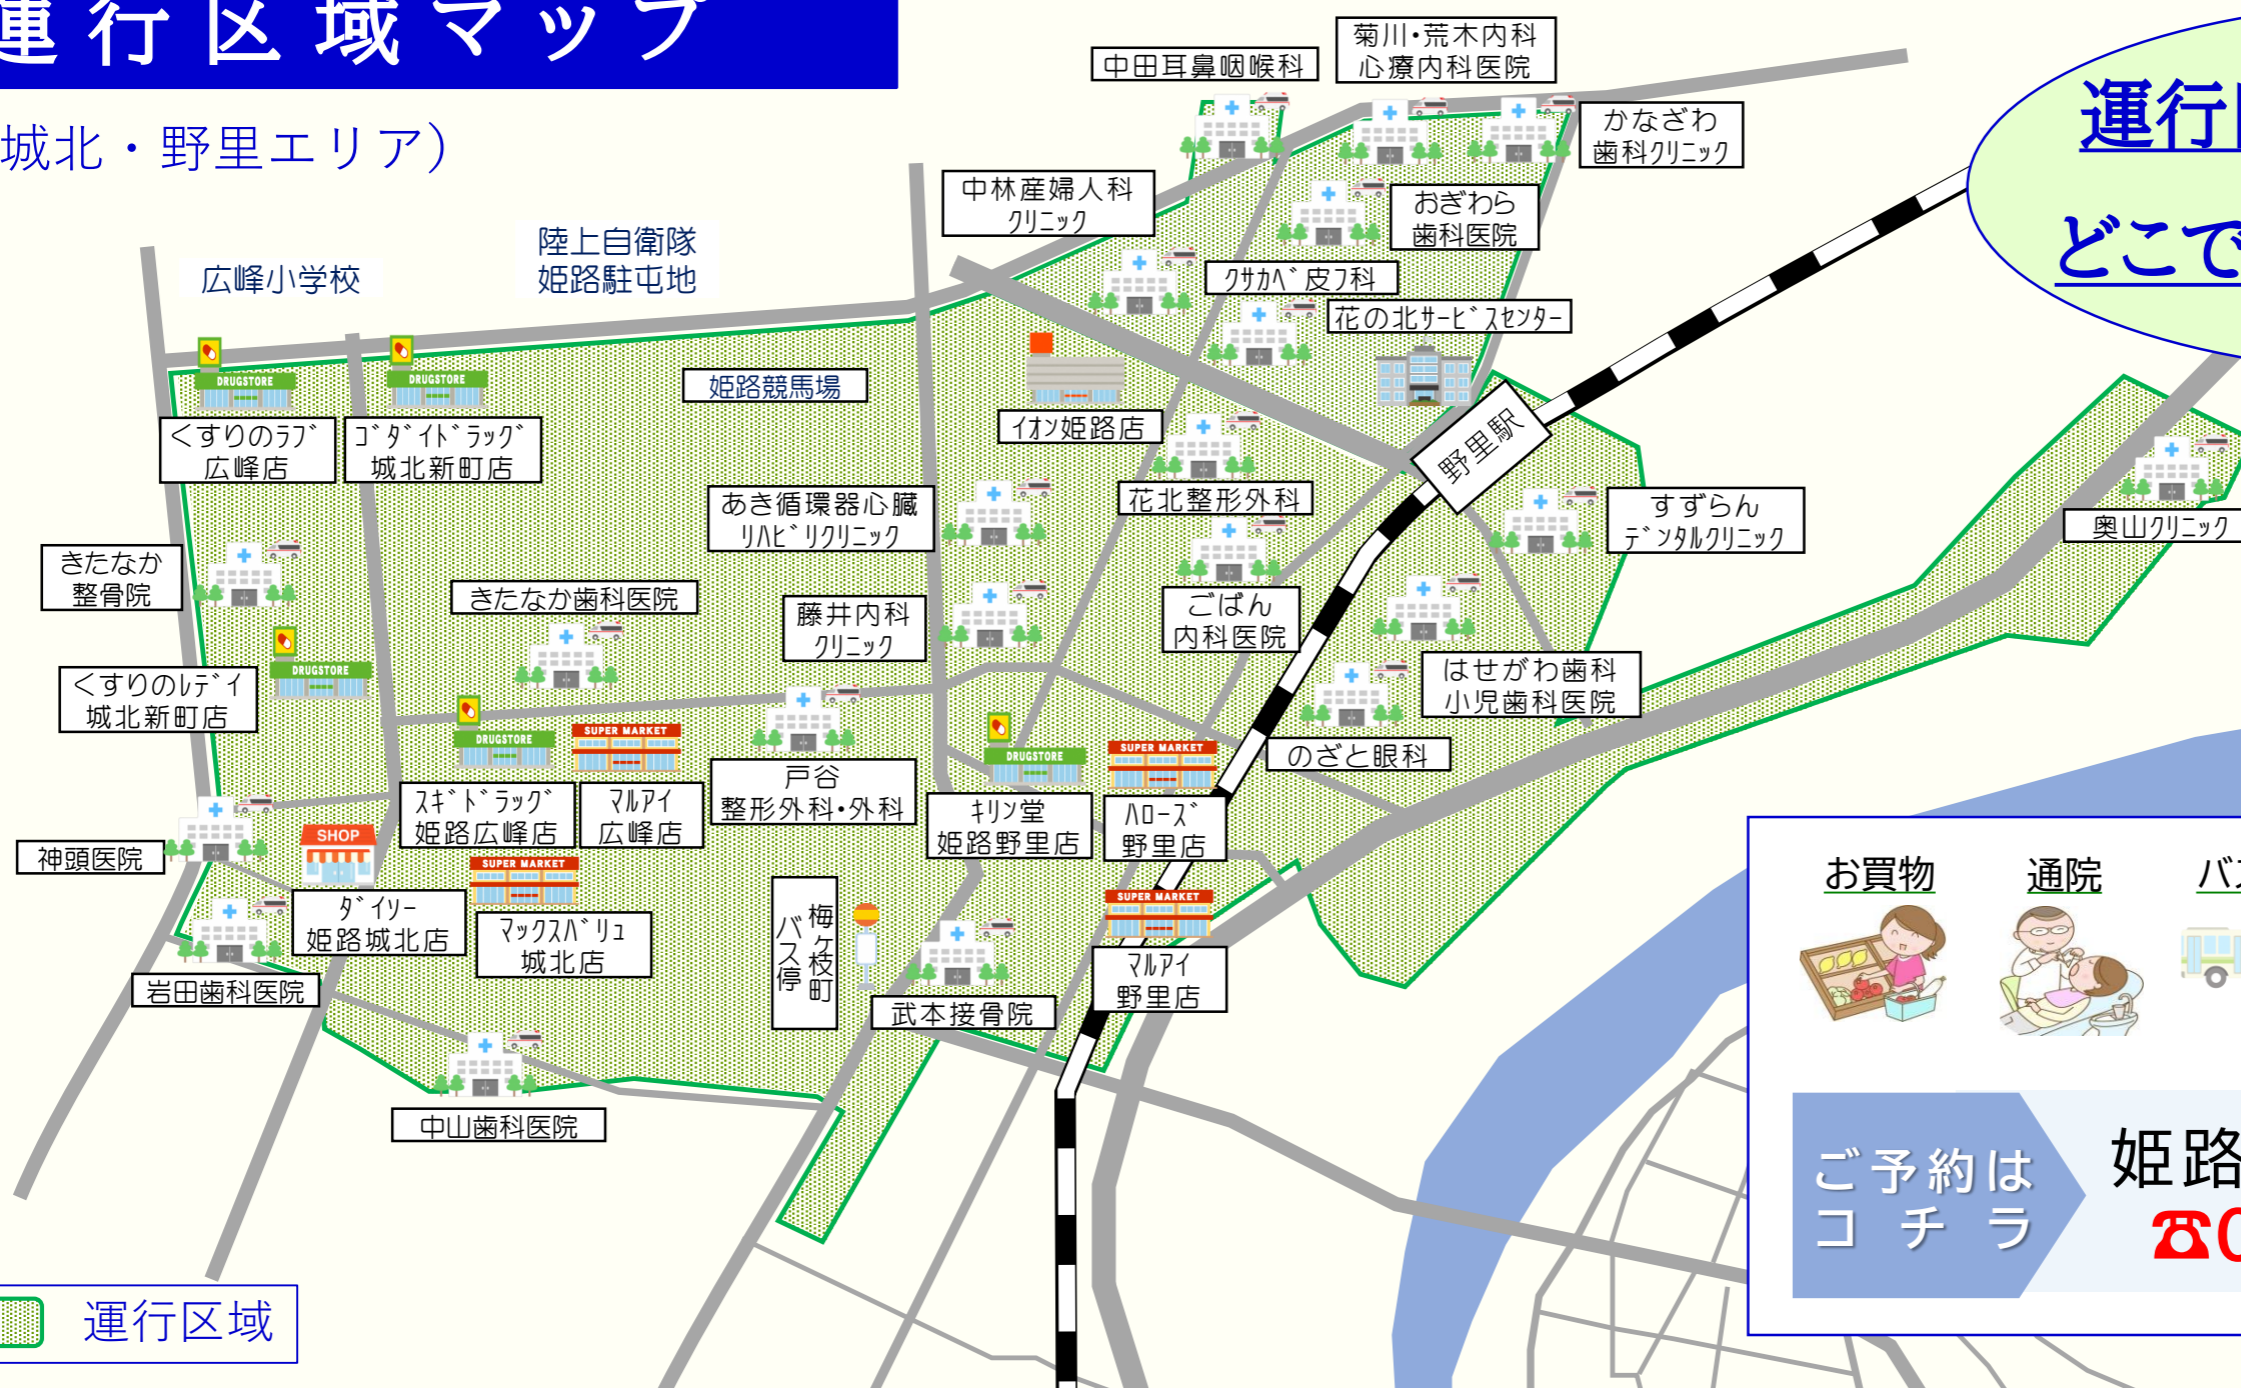 運行区域マップ
城北・野里エリア）
広峰小学校
陸上自衛隊
姫路駐屯地
中田耳鼻咽喉科
菊川・荒木内科
心療内科医院
かなざわ
歯科ｸﾘﾆｯｸ
中林産婦人科
ｸﾘﾆｯｸ
おぎわら
歯科医院
ｸｻｶﾍﾞ皮フ科
花の北ｻｰﾋﾞｽｾﾝﾀｰ
運行
どこで
DRUGSTORE
くすりのﾗﾌﾞ
広峰店
DRUGSTORE
ｺﾞﾀﾞｲﾄﾞﾗｯｸﾞ
城北新町店
姫路競馬場
ｲｵﾝ姫路店
野里駅
花北整形外科
あき循環器心臓
ﾘﾊﾋﾞﾘｸﾘﾆｯｸ
すずらん
ﾃﾞﾝﾀﾙｸﾘﾆｯｸ
奥山ｸﾘﾆｯｸ
きたなか
整骨院
きたなか歯科医院
藤井内科
ｸﾘﾆｯｸ
ごばん
内科医院
はせがわ歯科
小児歯科医院
DRUGSTORE
くすりのﾚﾃﾞｲ
城北新町店
DRUGSTORE
ｽｷﾞﾄﾞﾗｯｸﾞ
姫路広峰店
SUPER MARKET
ﾏﾙｱｲ
広峰店
戸谷
整形外科・外科
DRUGSTORE
ｷﾘﾝ堂
姫路野里店
SUPER MARKET
ﾊﾛｰｽﾞ
野里店
のざと眼科
神頭医院
SHOP
ﾀﾞｲｿｰ
姫路城北店
SUPER MARKET
ﾏｯｸｽﾊﾞﾘｭ
城北店
梅ヶ枝町
バス停
SUPER MARKET
ﾏﾙｱｲ
野里店
岩田歯科医院
武本接骨院
中山歯科医院
お買物
通院
バ
ご予約は
コチラ
姫路
☎0
運行区域